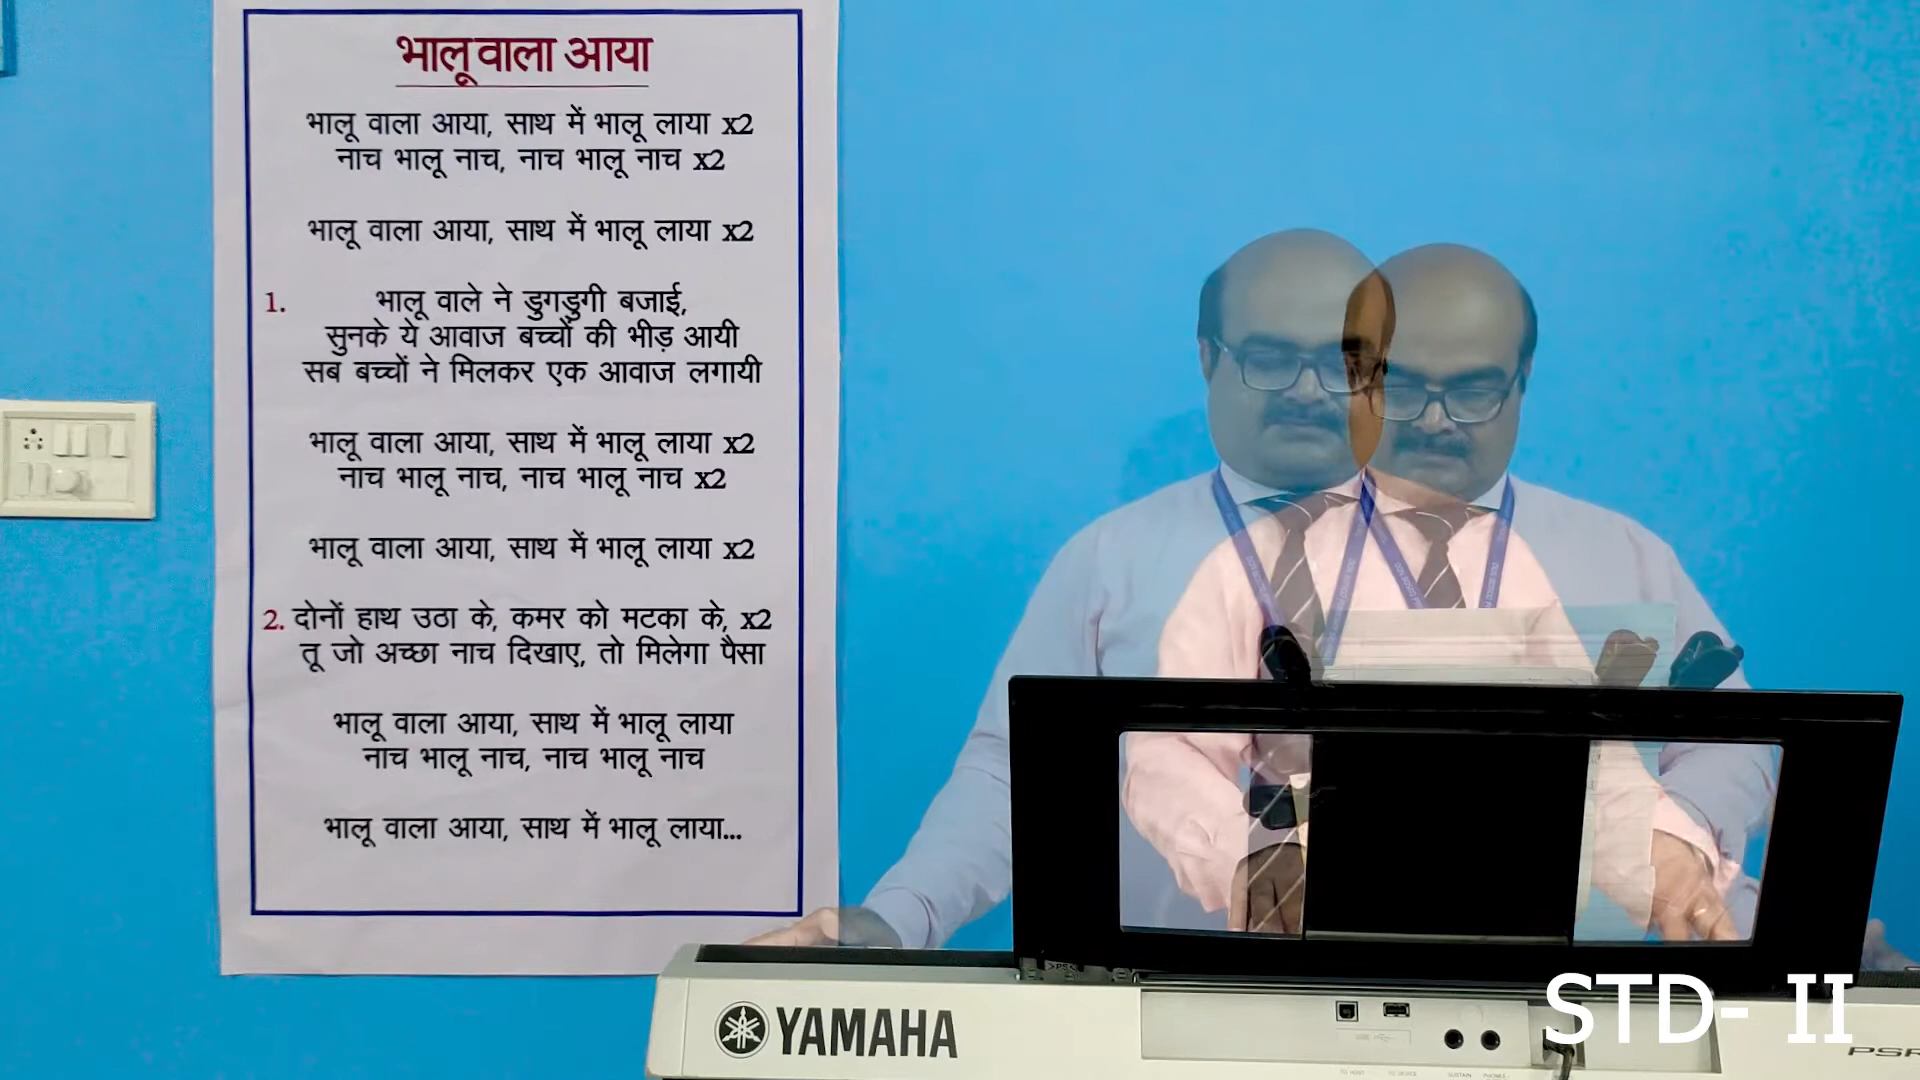 भालू वाला आया
भालू वाला आया, साथ में भालू लाया x2
नाच भालू नाच, नाच भालू नाच x2
भालू वाला आया, साथ में भालू लाया x2
1. भालू वाले ने डुगडुगी बजाई,
सुनके ये आवाज बच्चों की भीड़ आयी
सब बच्चों ने मिलकर एक आवाज लगायी
भालू वाला आया, साथ में भालू लाया x2
नाच भालू नाच, नाच भालू नाच x2
भालू वाला आया, साथ में भालू लाया x2
2. दोनों हाथ उठा के, कमर को मटका के, x2
तू जो अच्छा नाच दिखाए, तो मिलेगा पैसा
भालू वाला आया, साथ में भालू लाया
नाच भालू नाच, नाच भालू नाच
भालू वाला आया, साथ में भालू लाया...
YAMAHA
STD- II